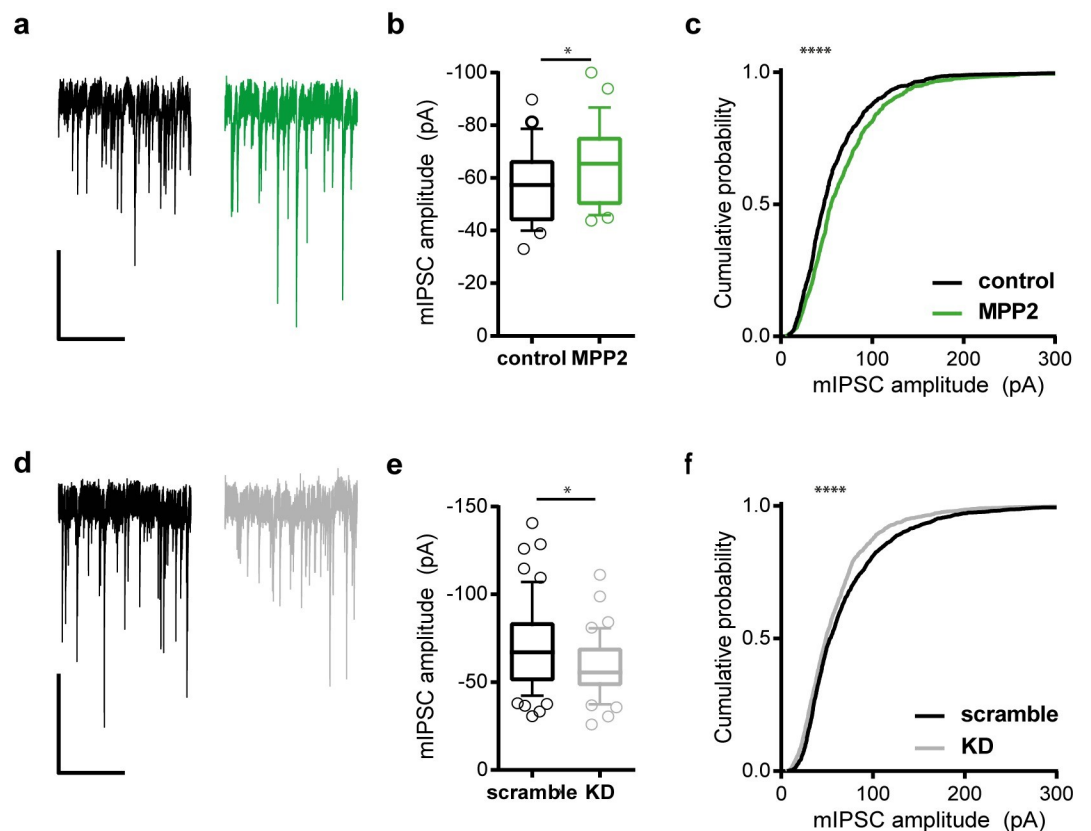 a
b
*
-100
-80
-60
-40
-20
0
mIPSC amplitude (pA)
control MPP2
c
****
1.0
0.5
0.0
Cumulative probability
control
MPP2
0 100 200 300
mIPSC amplitude (pA)
d
e
*
-150
-100
-50
0
mIPSC amplitude (pA)
scramble KD
f
****
1.0
0.5
0.0
Cumulative probability
scramble
KD
0 100 200 300
mIPSC amplitude (pA)